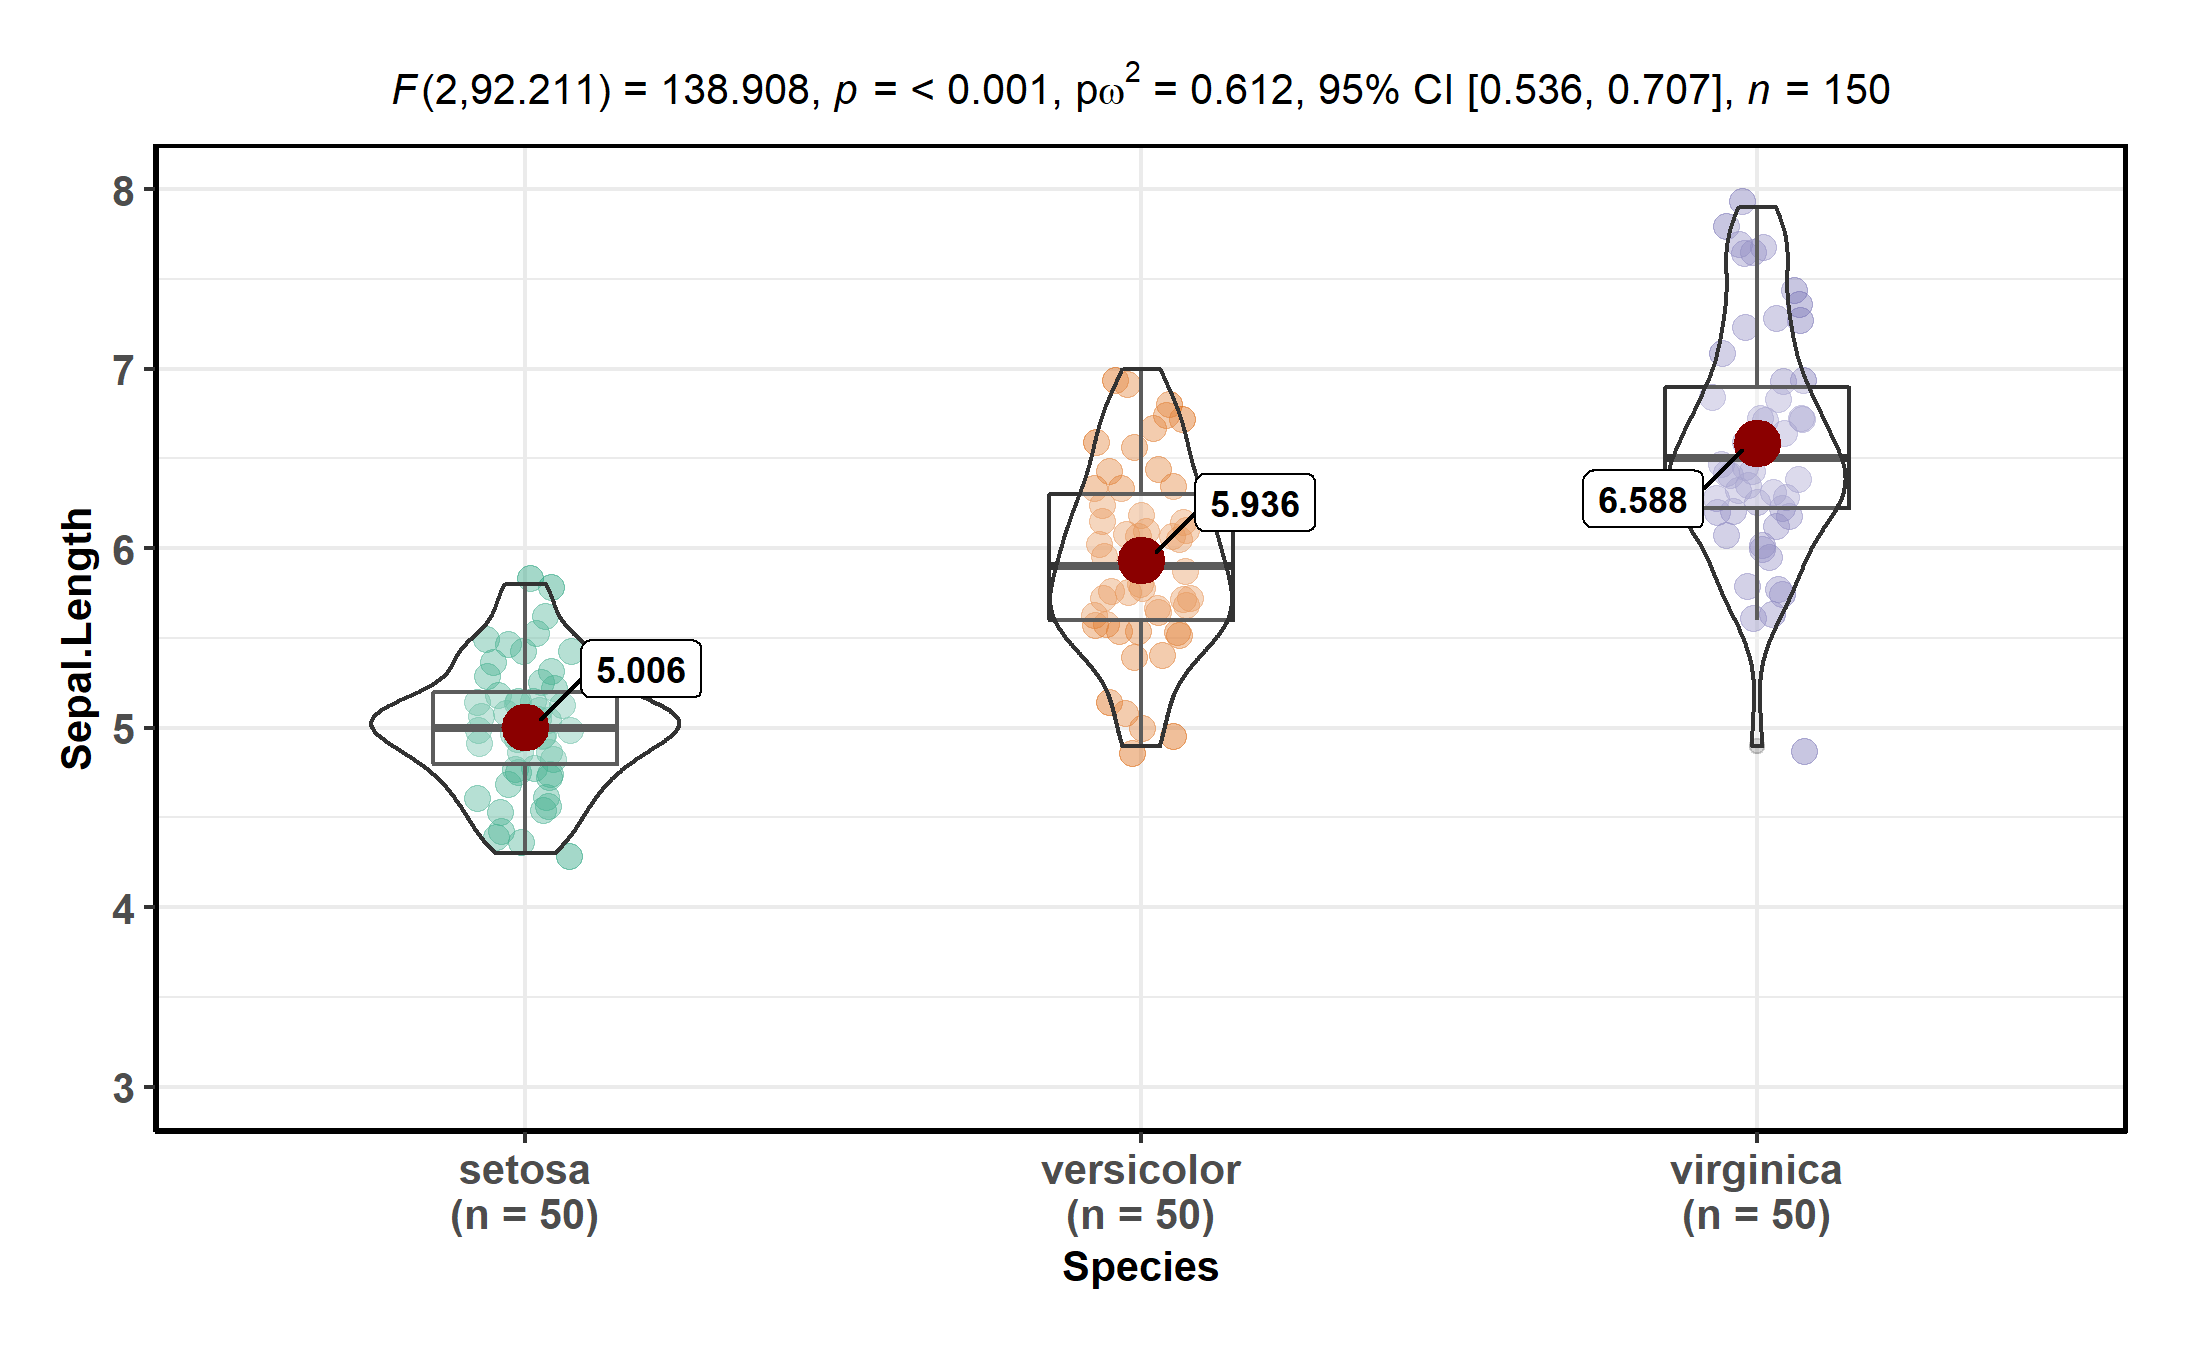 F(2,92.211) = 138.908, p = < 0.001, pω² = 0.612, 95% CI [0.536, 0.707], n = 150
8
7
6
5
4
3
Sepal.Length
5.006
5.936
6.588
setosa
(n = 50)
versicolor
(n = 50)
virginica
(n = 50)
Species